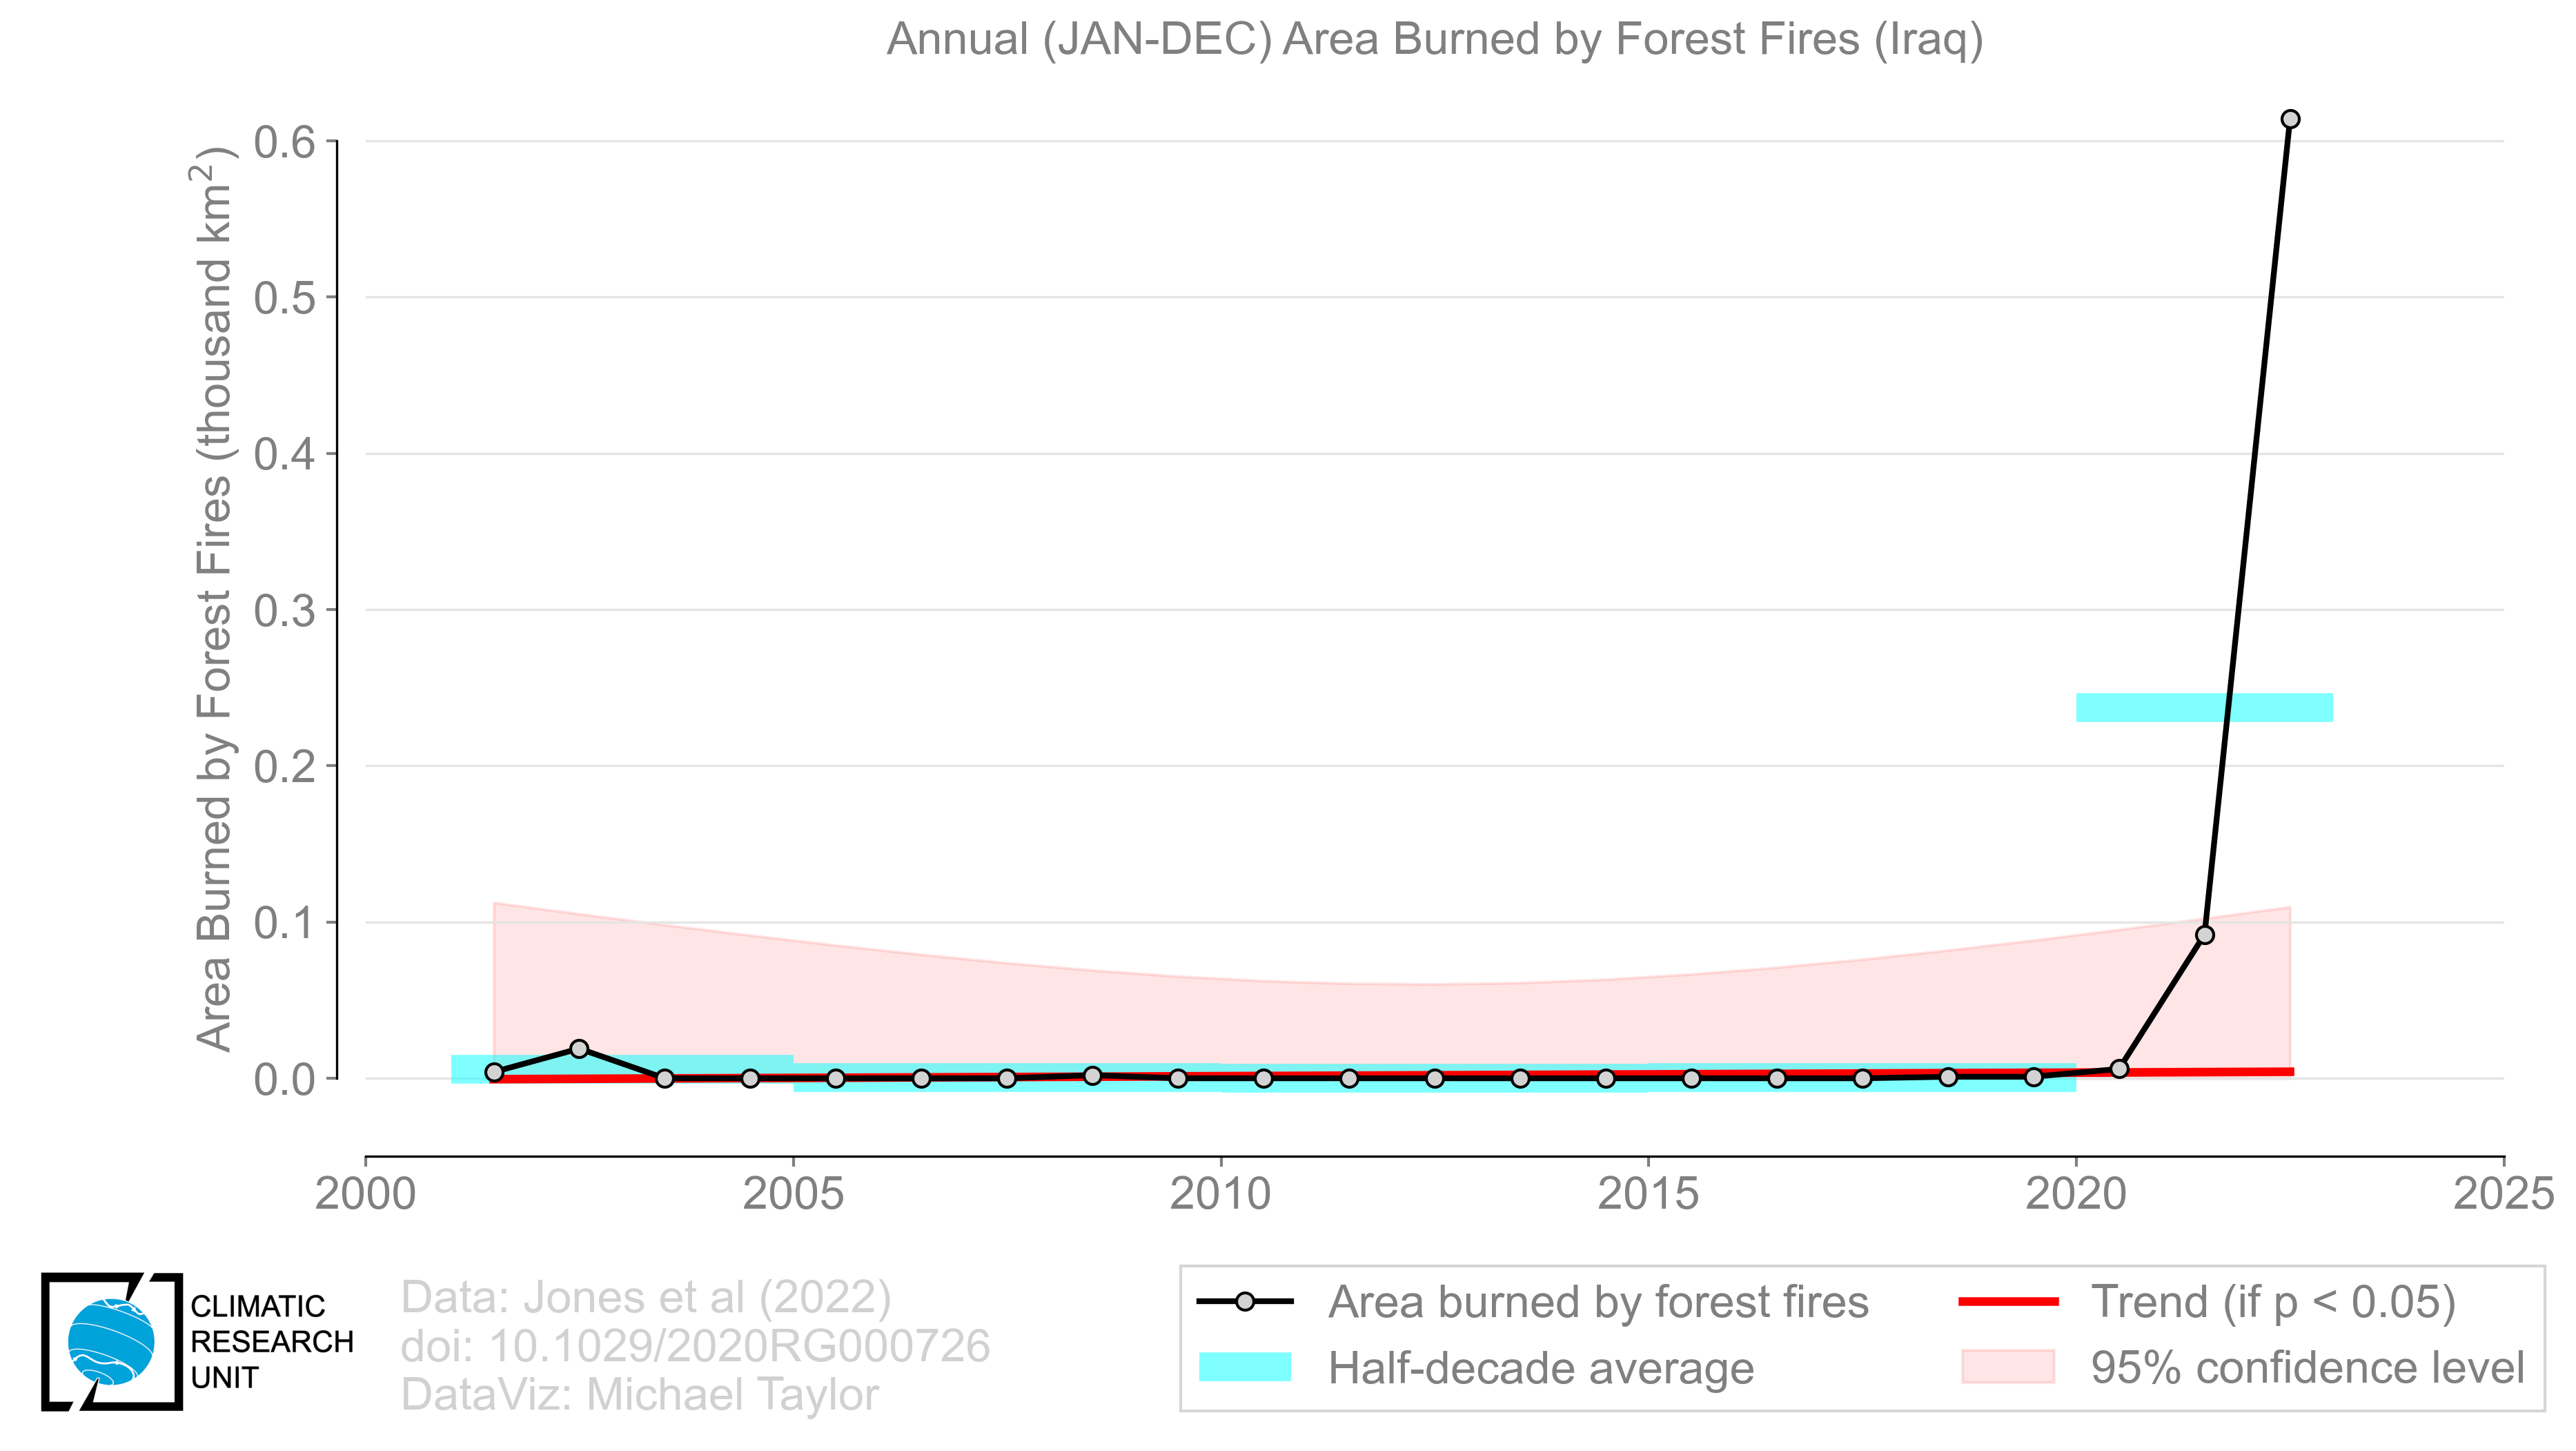 Annual (JAN-DEC) Area Burned by Forest Fires (Iraq)
Area Burned by Forest Fires (thousand km²)
0.6
0.5
0.4
0.3
0.2
0.1
0.0
2000 2005 2010 2015 2020 2025
CLIMATIC
RESEARCH
UNIT
Data: Jones et al (2022)
doi: 10.1029/2020RG000726
DataViz: Michael Taylor
Area burned by forest fires
Half-decade average
Trend (if p < 0.05)
95% confidence level